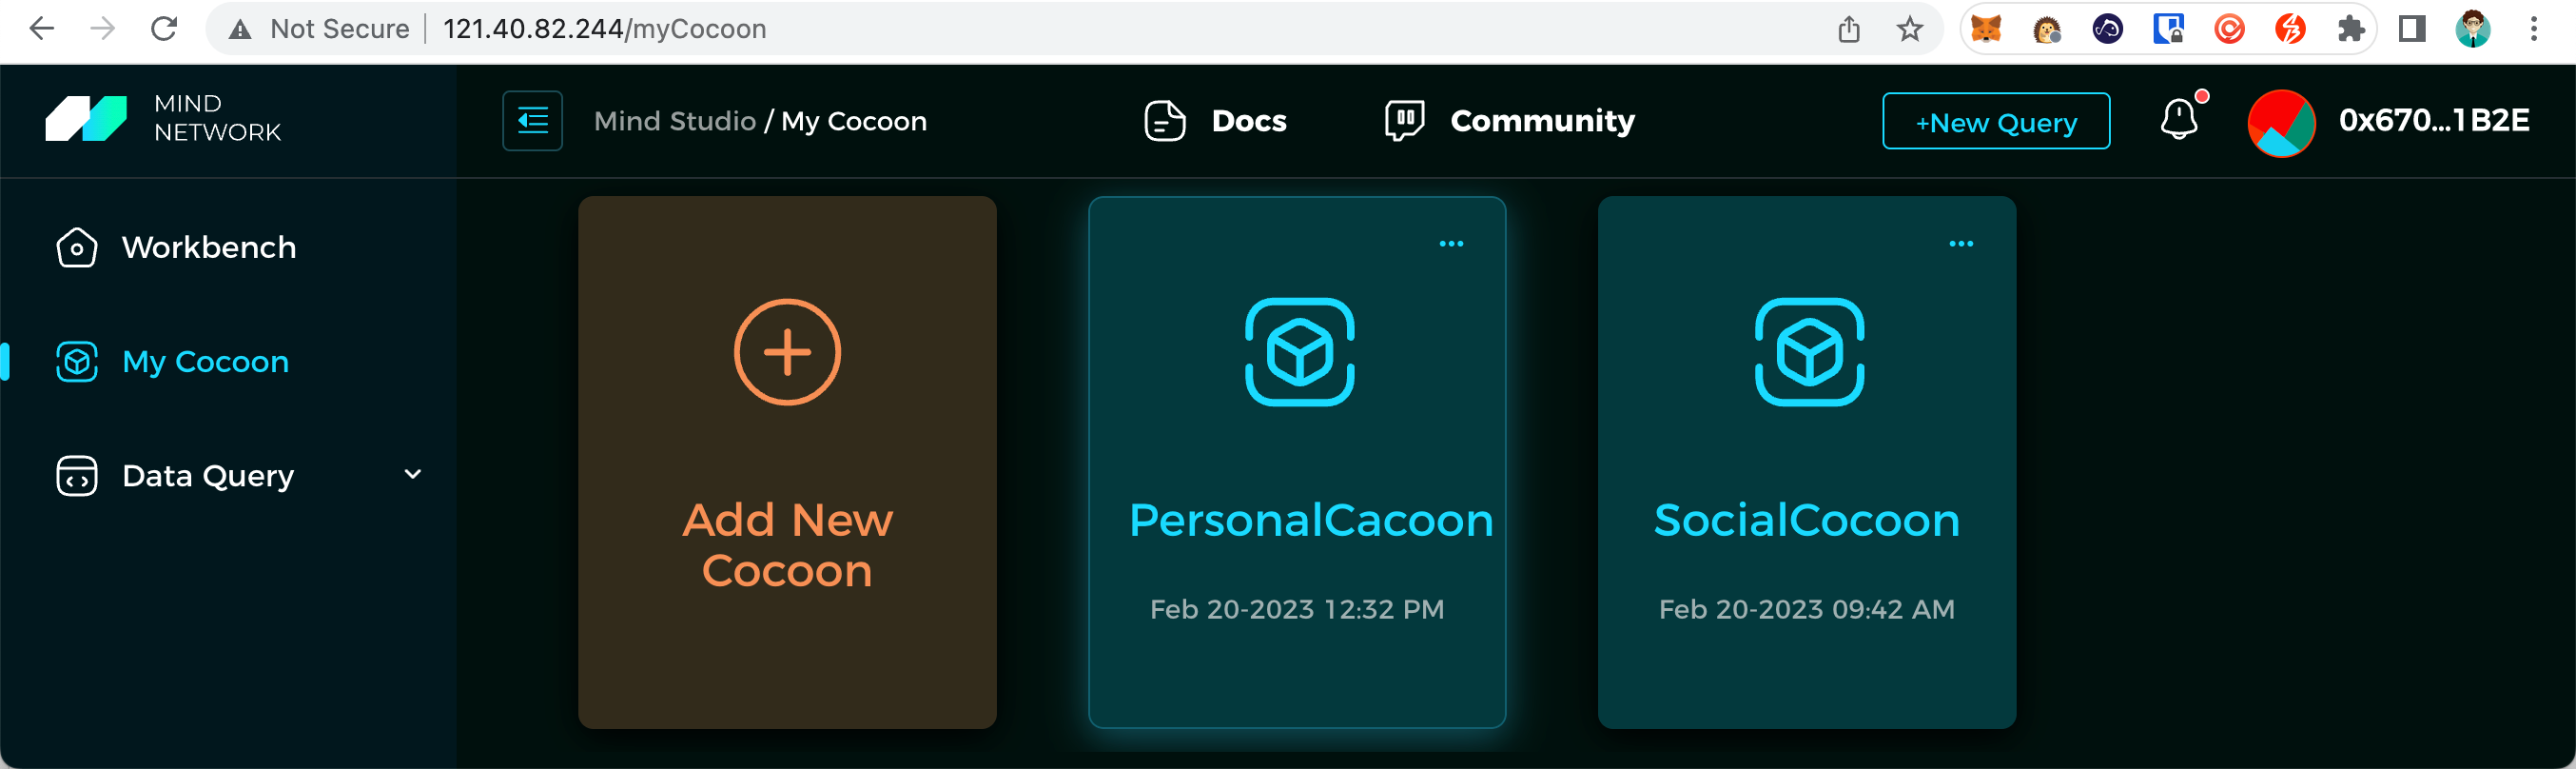 Not Secure 121.40.82.244/myCocoon
MIND
NETWORK
Mind Studio / My Cocoon
Docs
Community
+New Query
0x670...1B2E
Workbench
My Cocoon
Data Query
Add New
Cocoon
PersonalCacoon
Feb 20-2023 12:32 PM
SocialCocoon
Feb 20-2023 09:42 AM